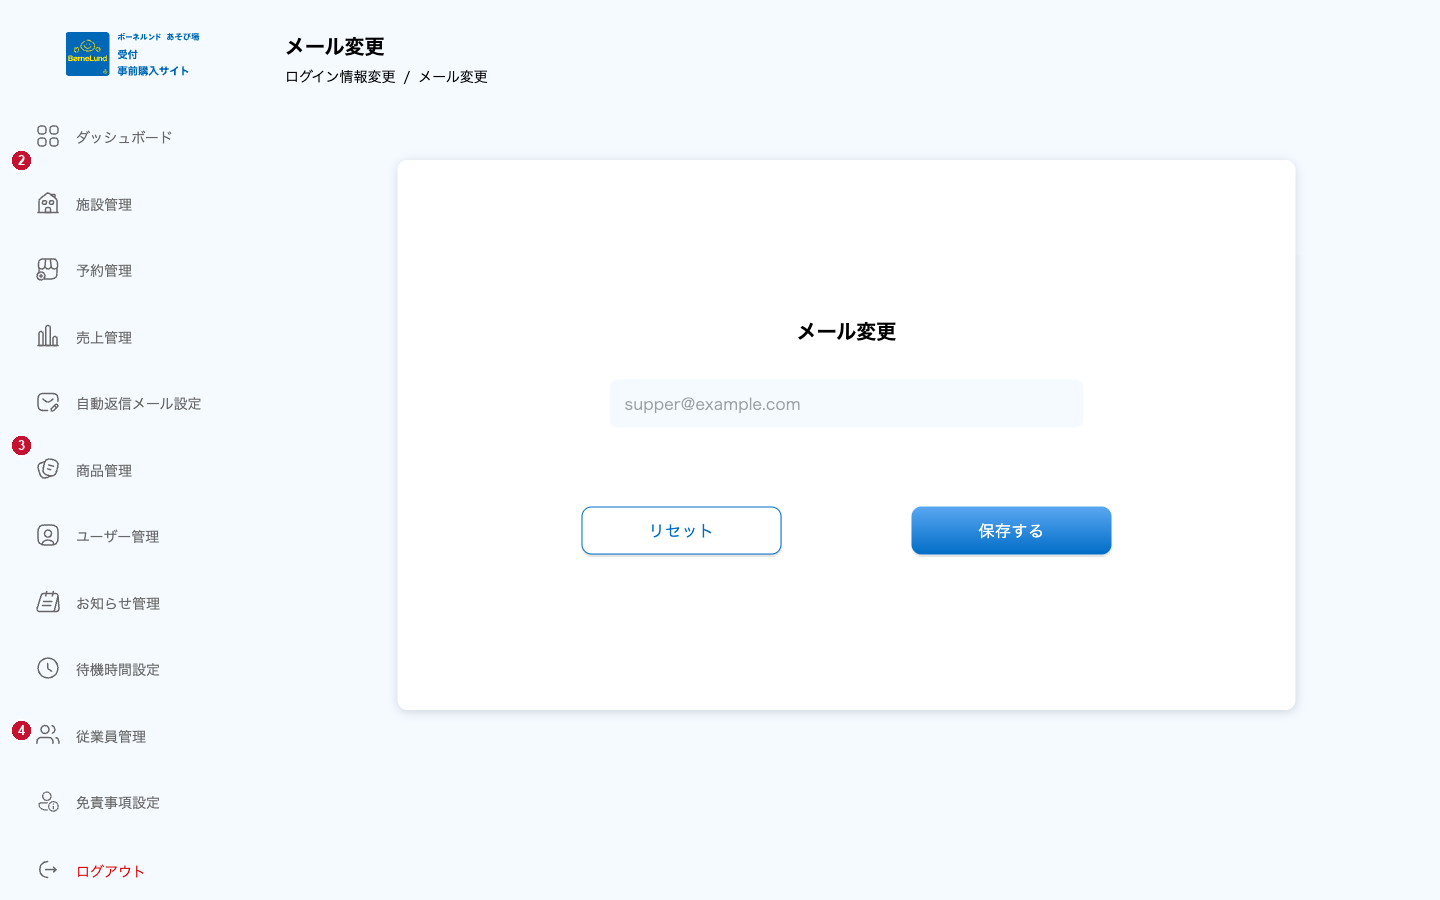 ボーネルンド あそび場
受付
事前購入サイト
BørneLund
メール変更
ログイン情報変更 / メール変更
ダッシュボード
2
施設管理
予約管理
売上管理
自動返信メール設定
3
商品管理
ユーザー管理
お知らせ管理
待機時間設定
4
従業員管理
免責事項設定
ログアウト
メール変更
supper@example.com
リセット
保存する